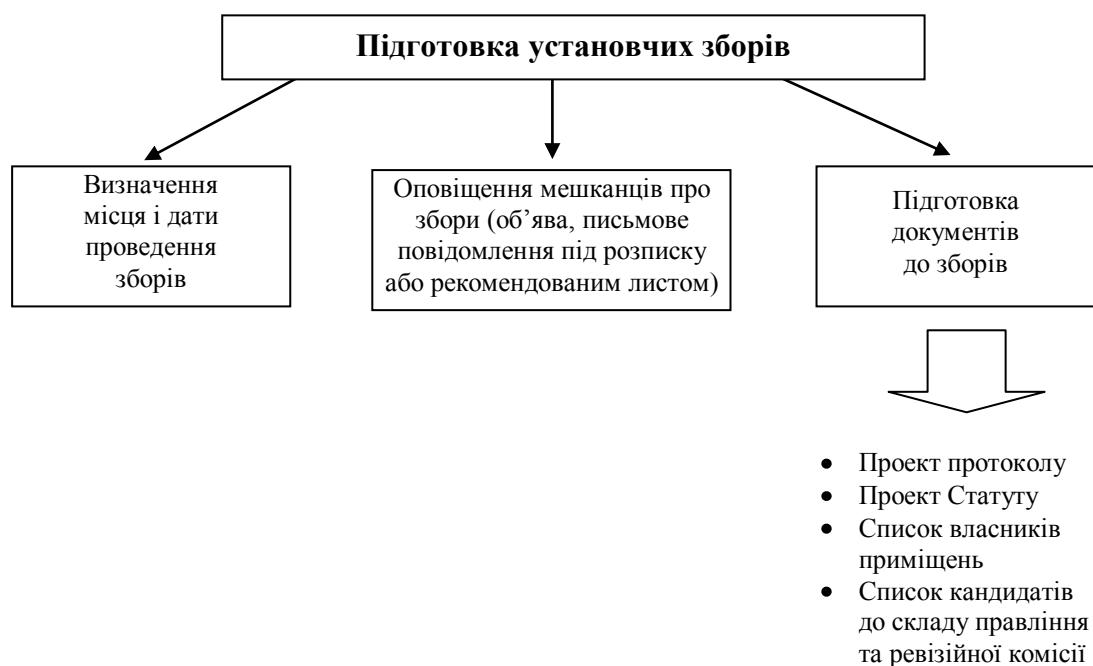 Підготовка установчих зборів
Визначення
місця і дати
проведення
зборів
Оповіщення мешканців про
збори (об’ява, письмове
повідомлення під розписку
або рекомендованим листом)
Підготовка
документів
до зборів
• Проект протоколу
• Проект Статуту
• Список власників
приміщень
• Список кандидатів
до складу правління
та ревізійної комісії